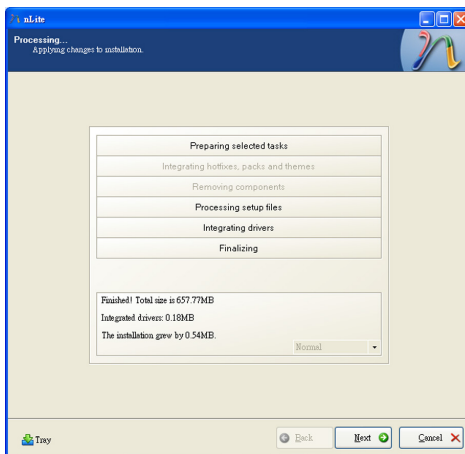 nLite
Processing...
Applying changes to installation.
Preparing selected tasks
Integrating hotfixes, packs and themes
Removing components
Processing setup files
Integrating drivers
Finalizing
Finished! Total size is 657.77MB
Integrated drivers: 0.18MB
The installation grew by 0.54MB.
Normal
Tray
Back
Next
Cancel